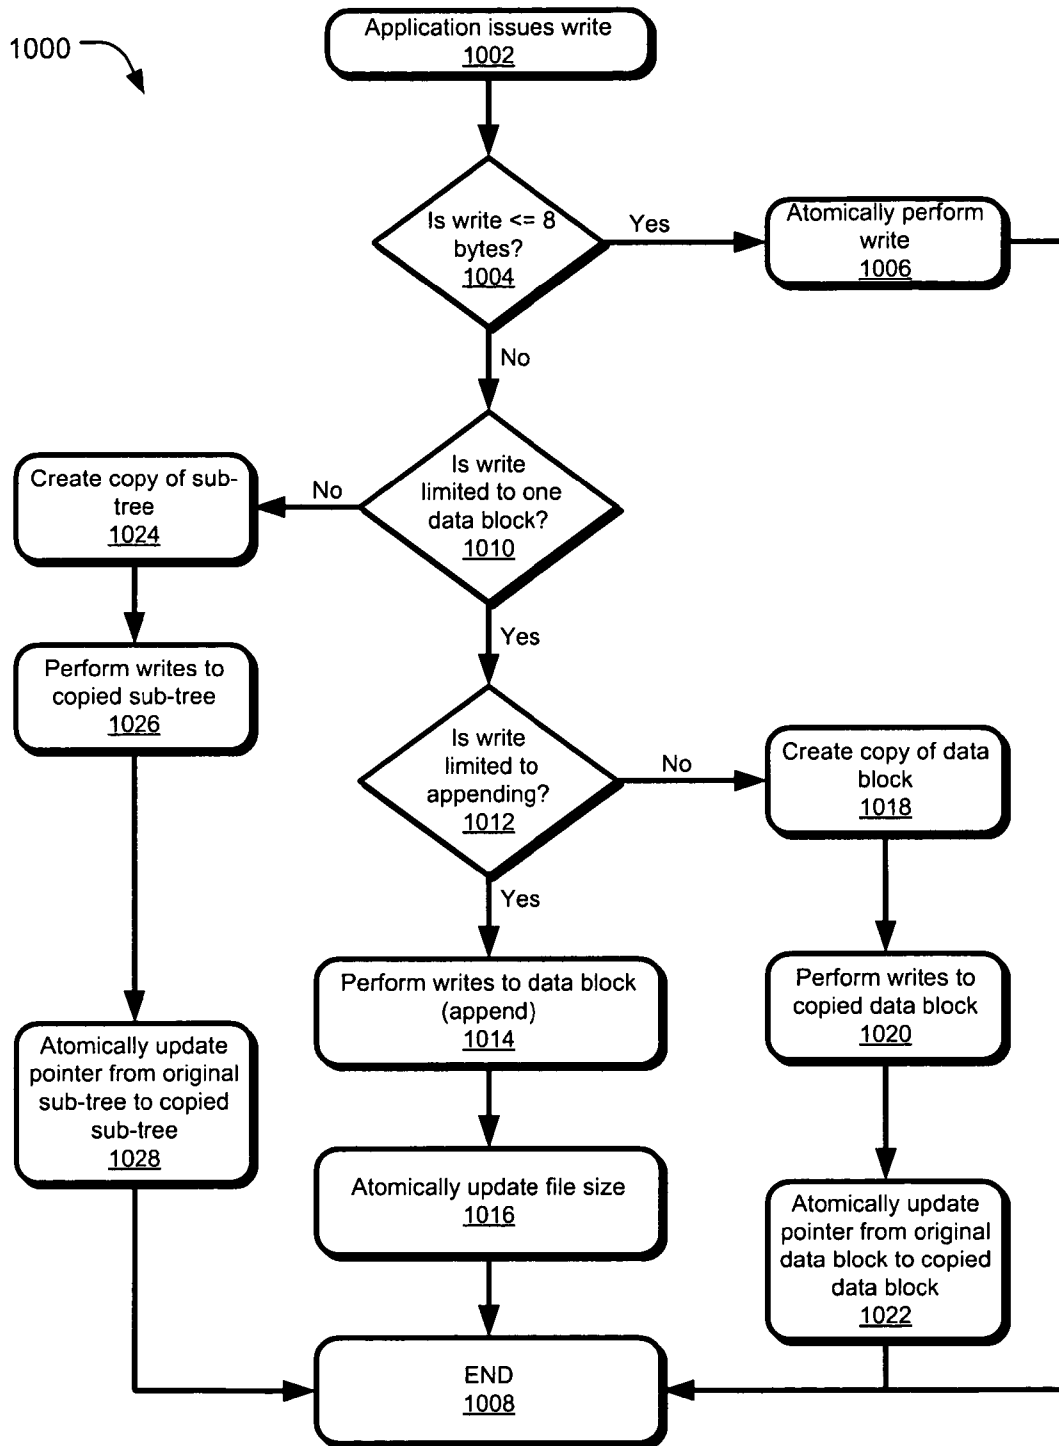 1000
Application issues write
1002
Is write <= 8
bytes?
1004
Yes
Atomically perform
write
1006
No
Is write
limited to one
data block?
1010
No
Create copy of sub-
tree
1024
Yes
Perform writes to
copied sub-tree
1026
Is write
limited to
appending?
1012
No
Create copy of data
block
1018
Yes
Perform writes to data block
(append)
1014
Perform writes to
copied data block
1020
Atomically update
pointer from original
sub-tree to copied
sub-tree
1028
Atomically update file size
1016
Atomically update
pointer from original
data block to copied
data block
1022
END
1008